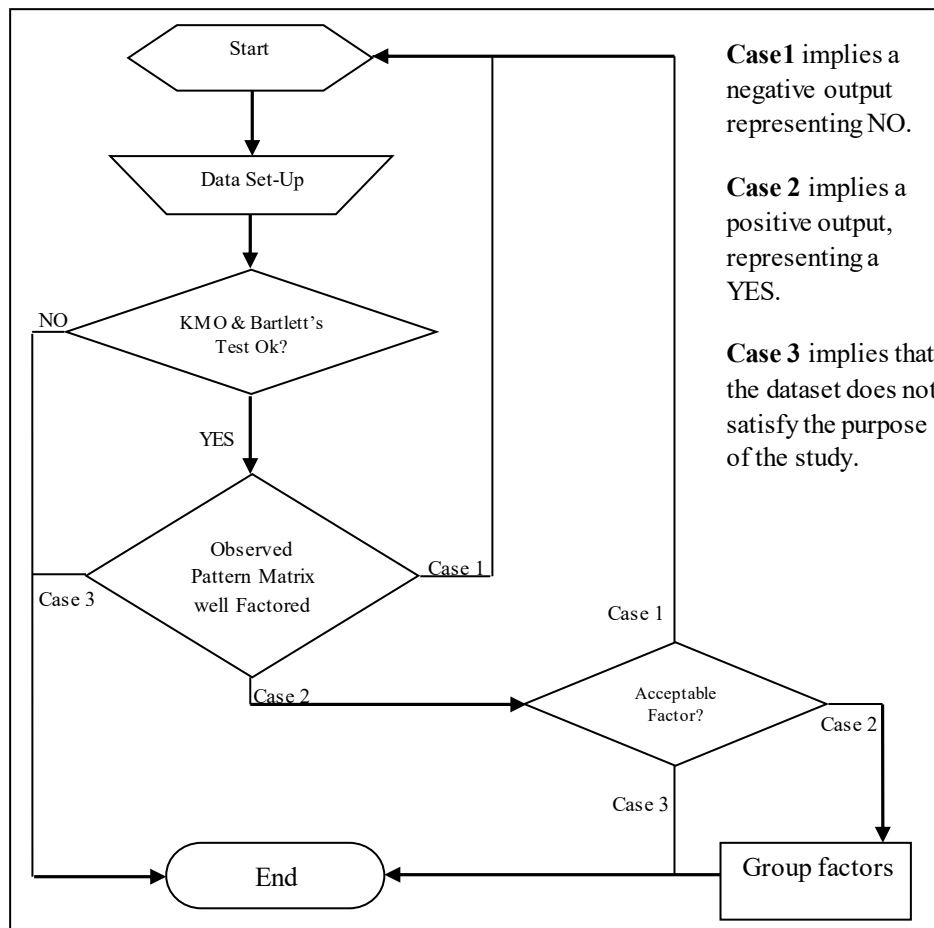 Start
Data Set-Up
KMO & Bartlett's
Test Ok?
NO
YES
Observed
Pattern Matrix
well Factored
Case 1
Case 3
Case 2
Case 1
Acceptable
Factor?
Case 2
Case 3
Group factors
End
Case1 implies a
negative output
representing NO.
Case 2 implies a
positive output,
representing a
YES.
Case 3 implies that
the dataset does not
satisfy the purpose
of the study.